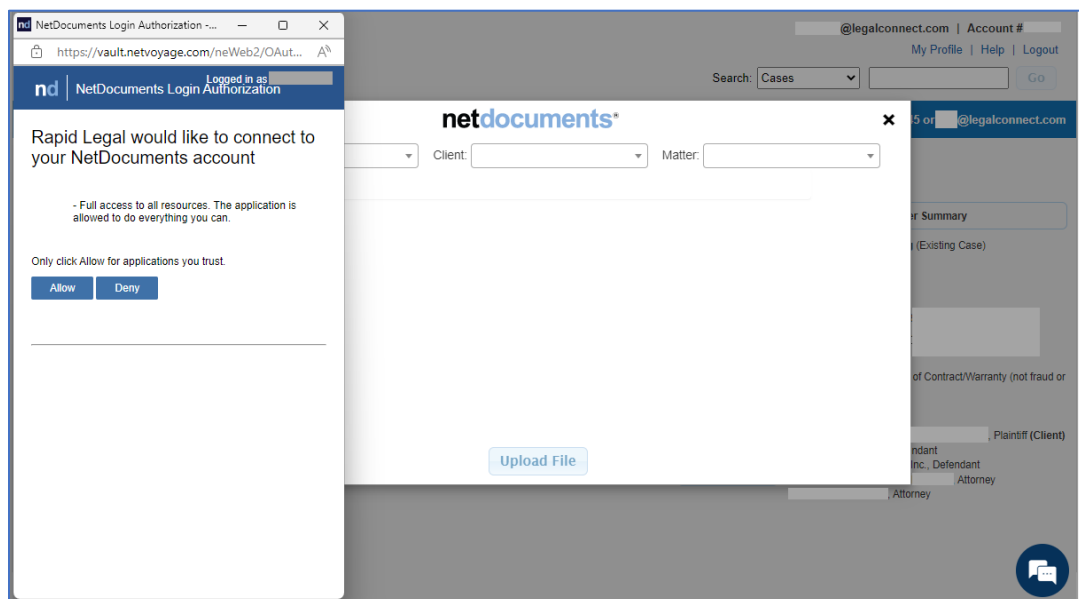 nd NetDocuments Login Authorization -...
https://vault.netvoyage.com/neWeb2/OAut...
nd | NetDocuments Login Authorization
Logged in as
Rapid Legal would like to connect to
your NetDocuments account
- Full access to all resources. The application is
allowed to do everything you can.
Only click Allow for applications you trust.
Allow Deny
@legalconnect.com | Account #
My Profile | Help | Logout
Search: Cases Go
netdocuments
Client: Matter:
Upload File
or @legalconnect.com
Summary
(Existing Case)
of Contract/Warranty (not fraud or
, Plaintiff (Client)
Inc., Defendant
Attorney
, Attorney